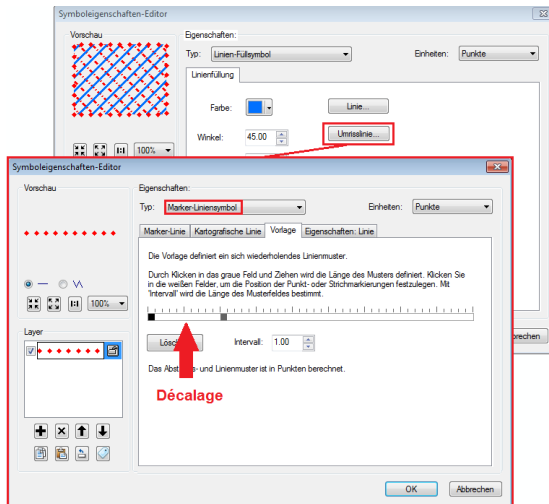 Symboleigenschaften-Editor
Vorschau
Eigenschaften:
Typ: Linien-Füllsymbol
Einheiten: Punkte
Linienfüllung
Farbe:
Linie...
Winkel: 45.00
Umrisslinie...
1:1 100%
Symboleigenschaften-Editor
Vorschau
Eigenschaften:
Typ: Marker-Liniensymbol
Einheiten: Punkte
Marker-Linie Kartografische Linie Vorlage Eigenschaften: Linie
Die Vorlage definiert ein sich wiederholendes Linienmuster.
Durch Klicken in das graue Feld und Ziehen wird die Länge des Musters definiert. Klicken Sie
in die weißen Felder, um die Position der Punkt- oder Strichmarkierungen festzulegen. Mit
'Intervall' wird die Länge des Musterfeldes bestimmt.
1:1 100%
Layer
Intervall: 1.00
brechen
Das und Linienmuster ist in Punkten berechnet.
Décalage
OK Abbrechen